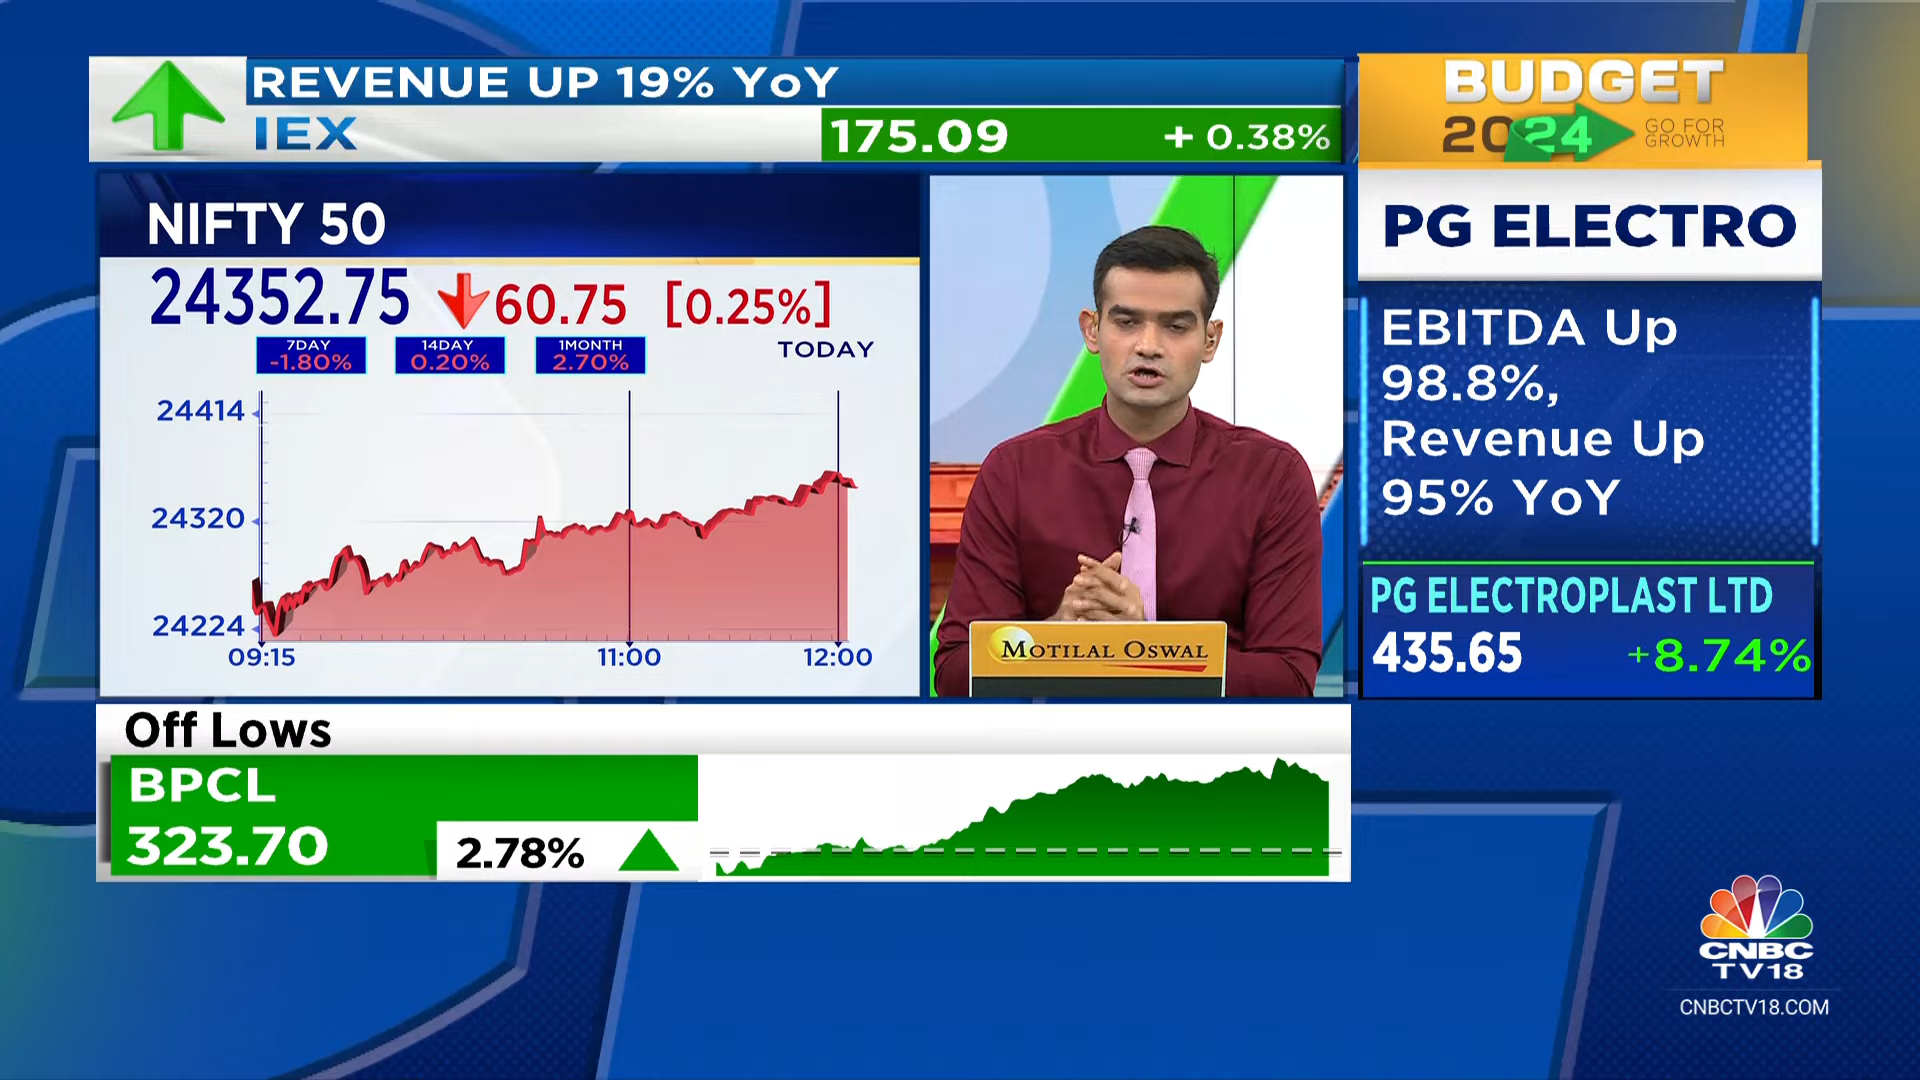 REVENUE UP 19% YoY
IEX
175.09 + 0.38%
BUDGET
2024
GO FOR
GROWTH
NIFTY 50
24352.75 60.75 [0.25%]
7DAY
-1.80%
14DAY
0.20%
1MONTH
2.70%
TODAY
24414
24320
24224
09:15 11:00 12:00
MOTILAL OSWAL
PG ELECTRO
EBITDA Up
98.8%,
Revenue Up
95% YoY
PG ELECTROPLAST LTD
435.65 +8.74%
Off Lows
BPCL
323.70
2.78%
CNBC
TV18
CNBCTV18.COM